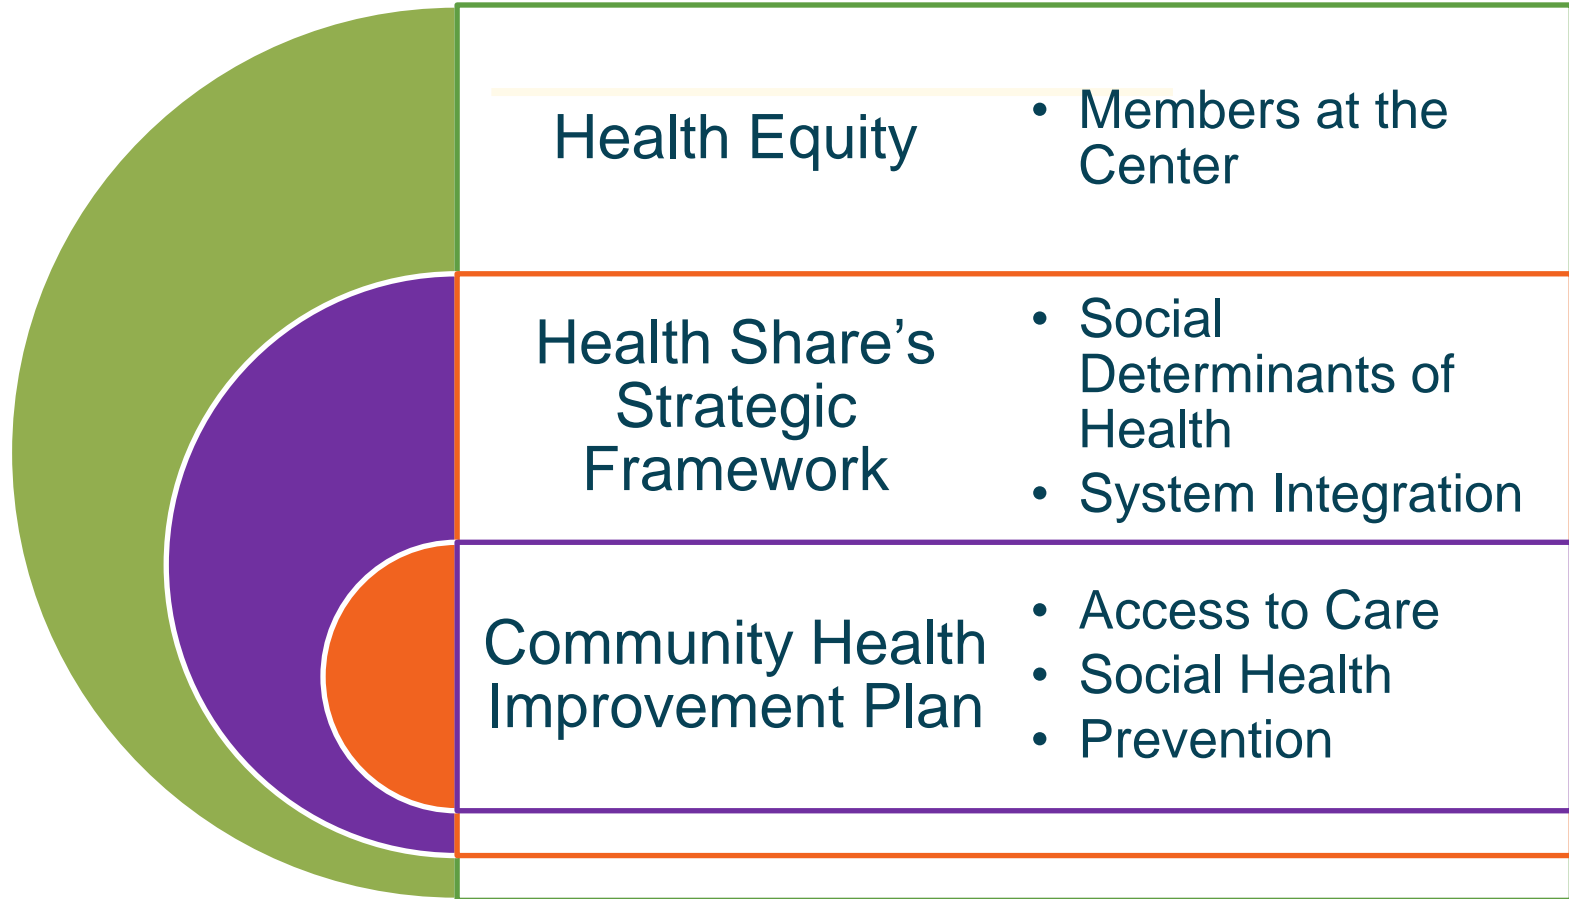 Health Equity
• Members at the
Center
Health Share’s
Strategic
Framework
• Social
Determinants of
Health
• System Integration
Community Health
Improvement Plan
• Access to Care
• Social Health
• Prevention